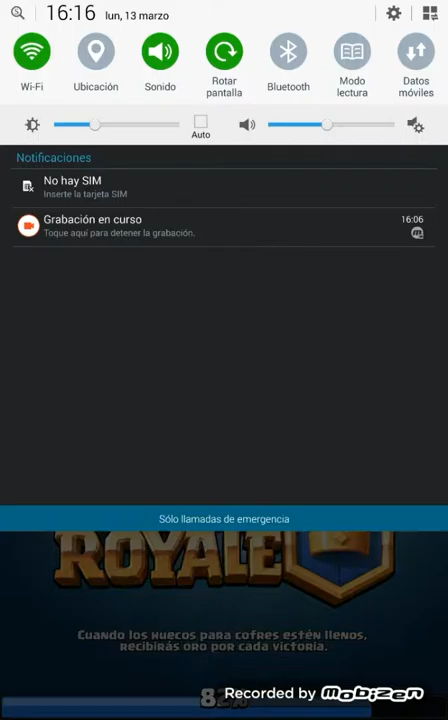 16:16 lun, 13 marzo
Wi-Fi
Ubicación
Sonido
Rotar
pantalla
Bluetooth
Modo
lectura
Datos
móviles
Auto
Notificaciones
No hay SIM
Inserte la tarjeta SIM
Grabación en curso 16:06
Toque aquí para detener la grabación.
Sólo llamadas de emergencia
ROYALE
Cuando los huecos para cofres estén llenos,
recibirás oro por cada victoria.
82%
Recorded by mobizen